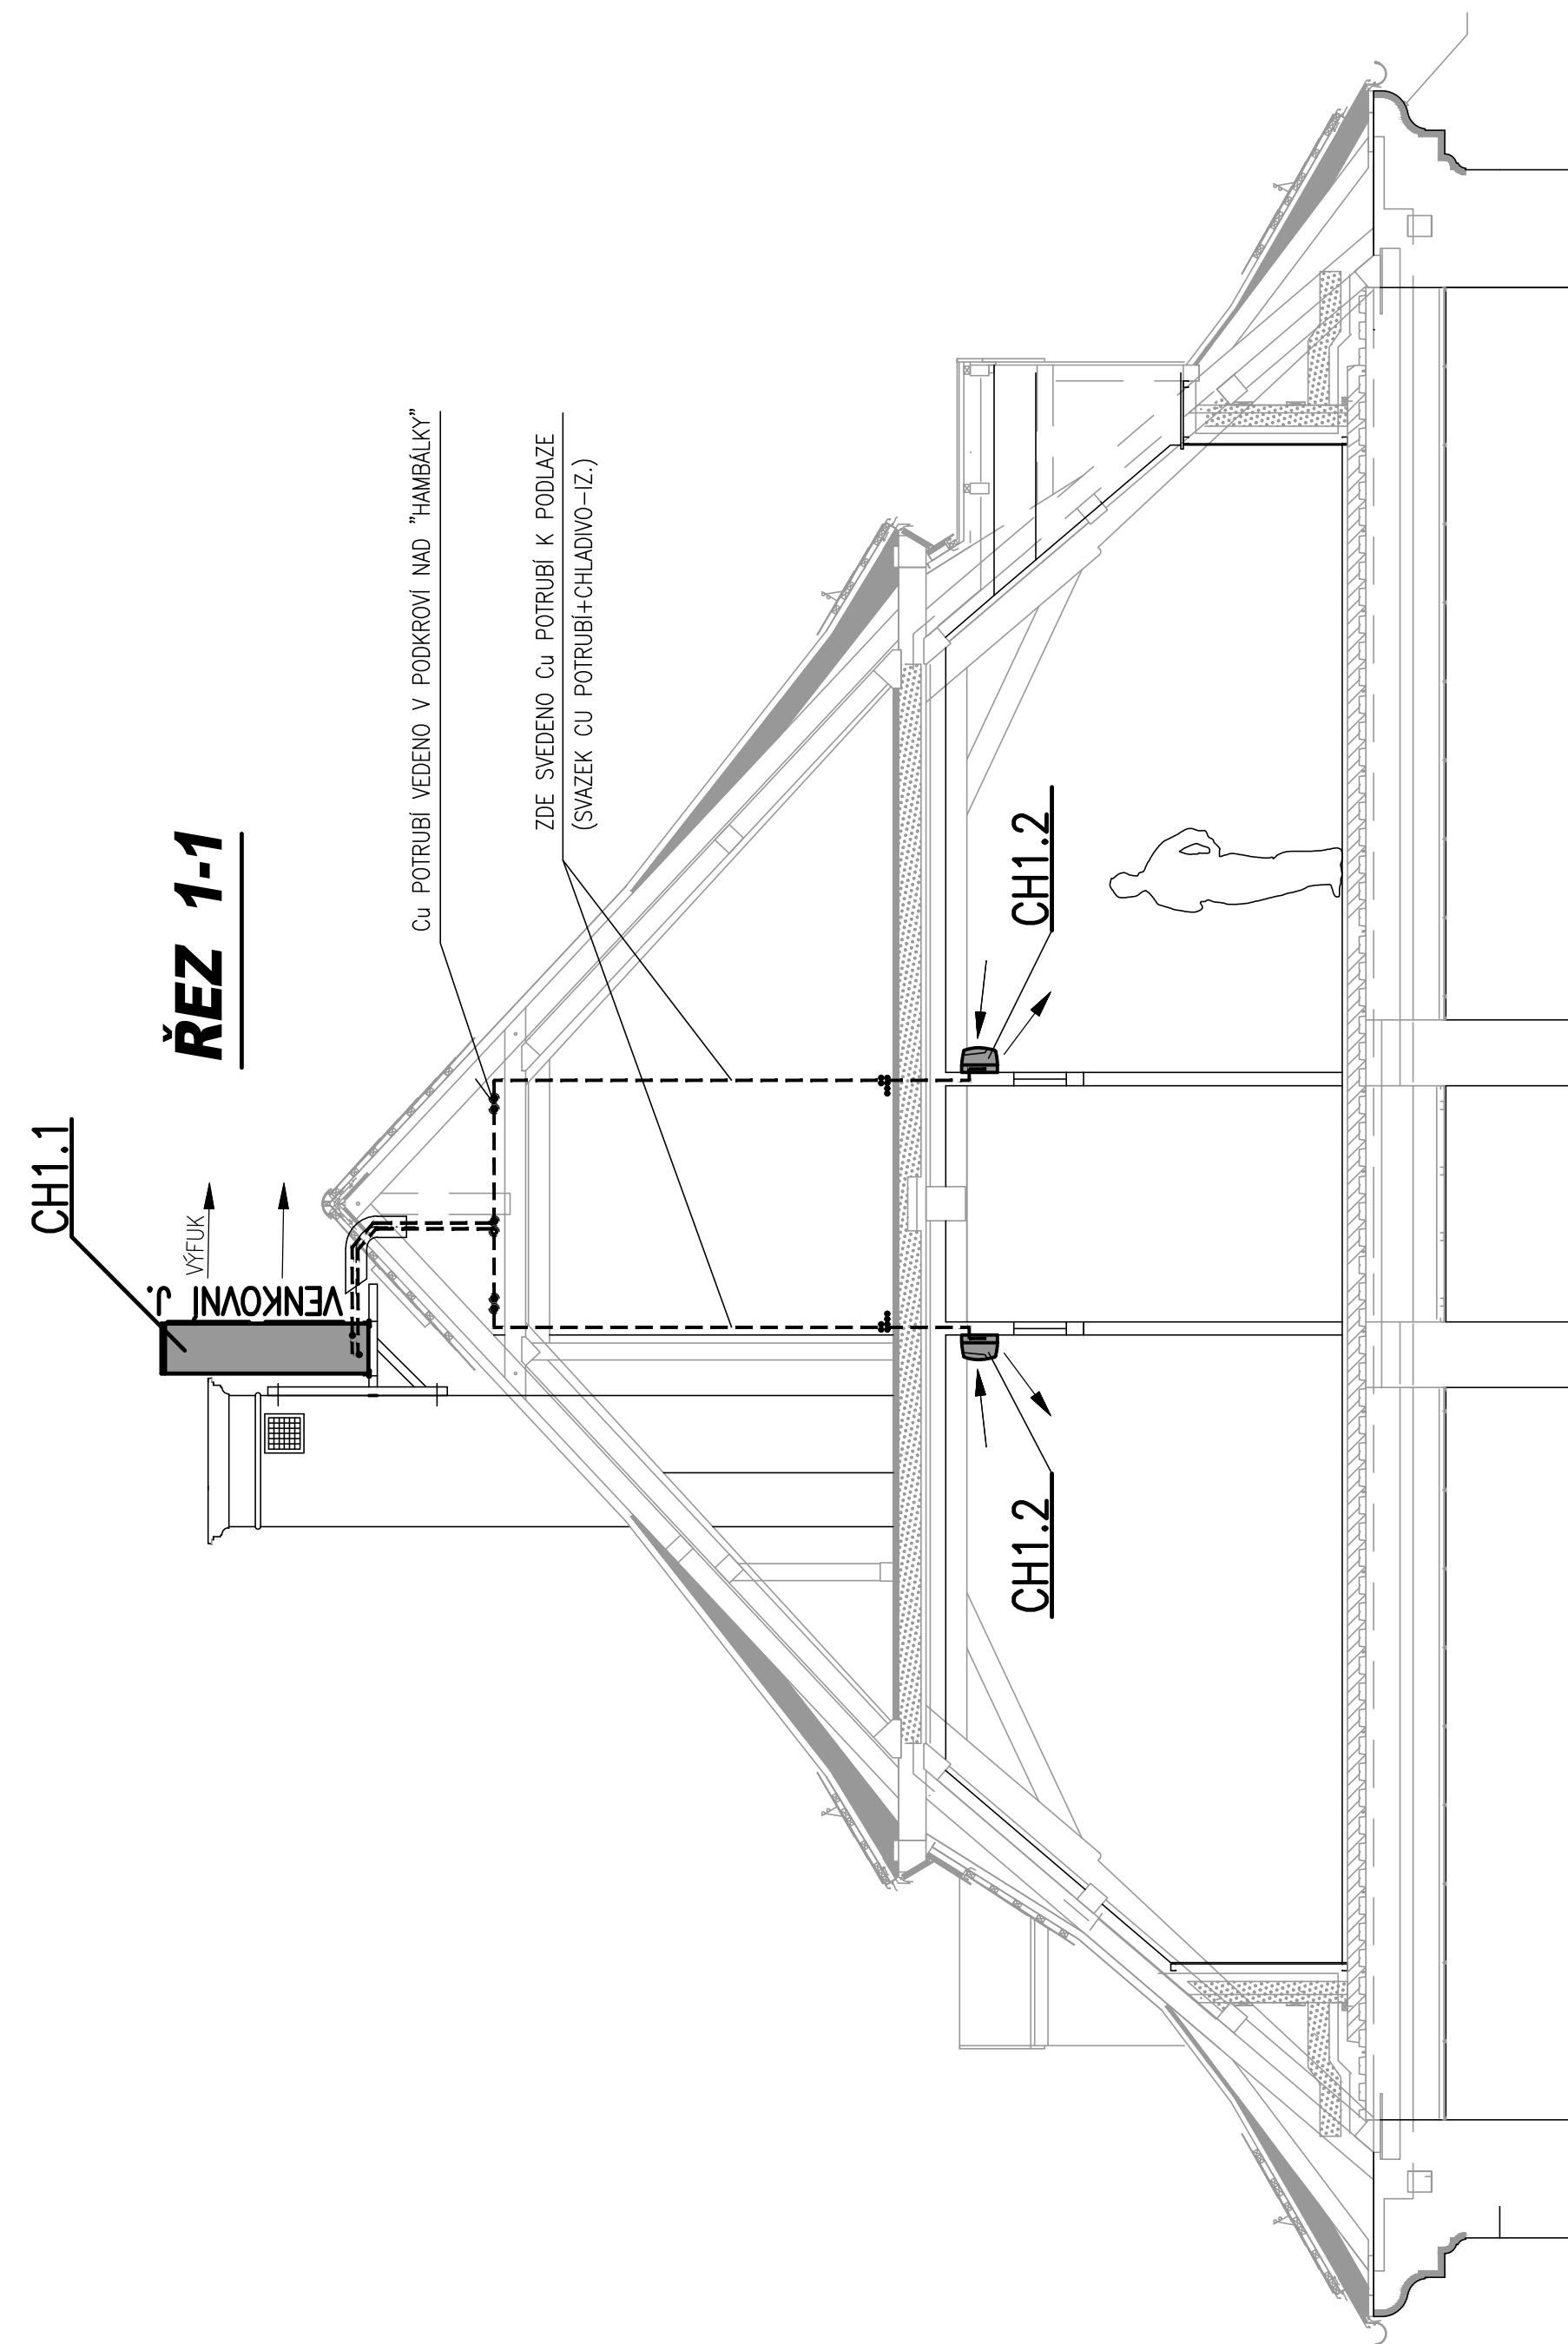 ŘEZ 1-1
CH1.1
VÝFUK
VENKOVNÍ J.
Cu POTRUBÍ VEDENO V PODKROVÍ NAD "HAMBÁLKY"
ZDE SVEDENO Cu POTRUBÍ K PODLAZE
(SVAZEK CU POTRUBÍ+CHLADIVO-IZ.)
CH1.2
CH1.2